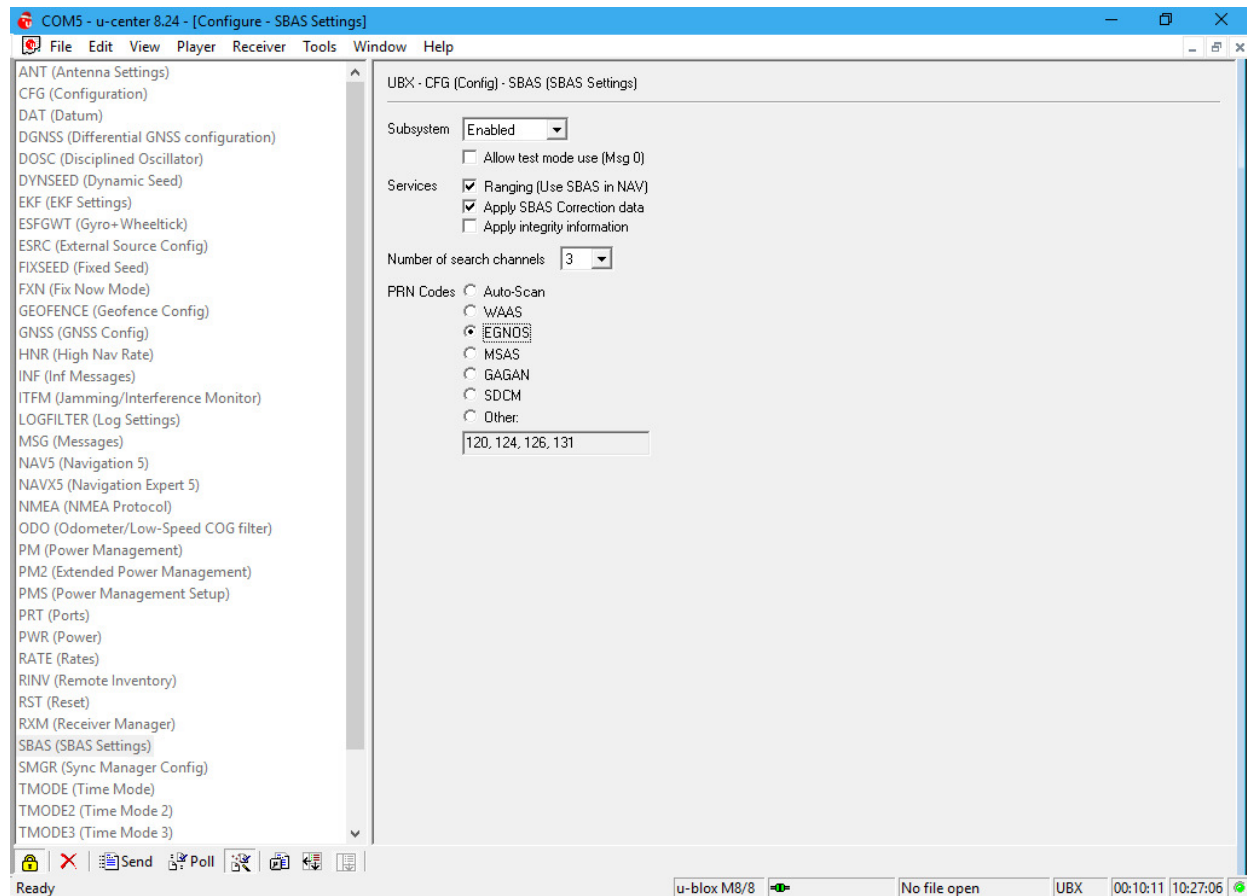 COM5 - u-center 8.24 - [Configure - SBAS Settings]
File Edit View Player Receiver Tools Window Help
ANT (Antenna Settings)
CFG (Configuration)
DAT (Datum)
DGNSS (Differential GNSS configuration)
DOSC (Disciplined Oscillator)
DYNSEED (Dynamic Seed)
EKF (EKF Settings)
ESFGWT (Gyro+Wheeltick)
ESRC (External Source Config)
FIXSEED (Fixed Seed)
FXN (Fix Now Mode)
GEOFENCE (Geofence Config)
GNSS (GNSS Config)
HNR (High Nav Rate)
INF (Inf Messages)
ITFM (Jamming/Interference Monitor)
LOGFILTER (Log Settings)
MSG (Messages)
NAV5 (Navigation 5)
NAVX5 (Navigation Expert 5)
NMEA (NMEA Protocol)
ODO (Odometer/Low-Speed COG filter)
PM (Power Management)
PM2 (Extended Power Management)
PMS (Power Management Setup)
PRT (Ports)
PWR (Power)
RATE (Rates)
RINV (Remote Inventory)
RST (Reset)
RXM (Receiver Manager)
SBAS (SBAS Settings)
SMGR (Sync Manager Config)
TMODE (Time Mode)
TMODE2 (Time Mode 2)
TMODE3 (Time Mode 3)
UBX - CFG (Config) - SBAS (SBAS Settings)
Subsystem Enabled
Allow test mode use (Msg 0)
Services Ranging (Use SBAS in NAV)
Apply SBAS Correction data
Apply integrity information
Number of search channels 3
PRN Codes Auto-Scan
WAAS
EGNOS
MSAS
GAGAN
SDCM
Other:
120, 124, 126, 131
Send Poll
Ready u-blox M8/8 No file open UBX 00:10:11 10:27:06